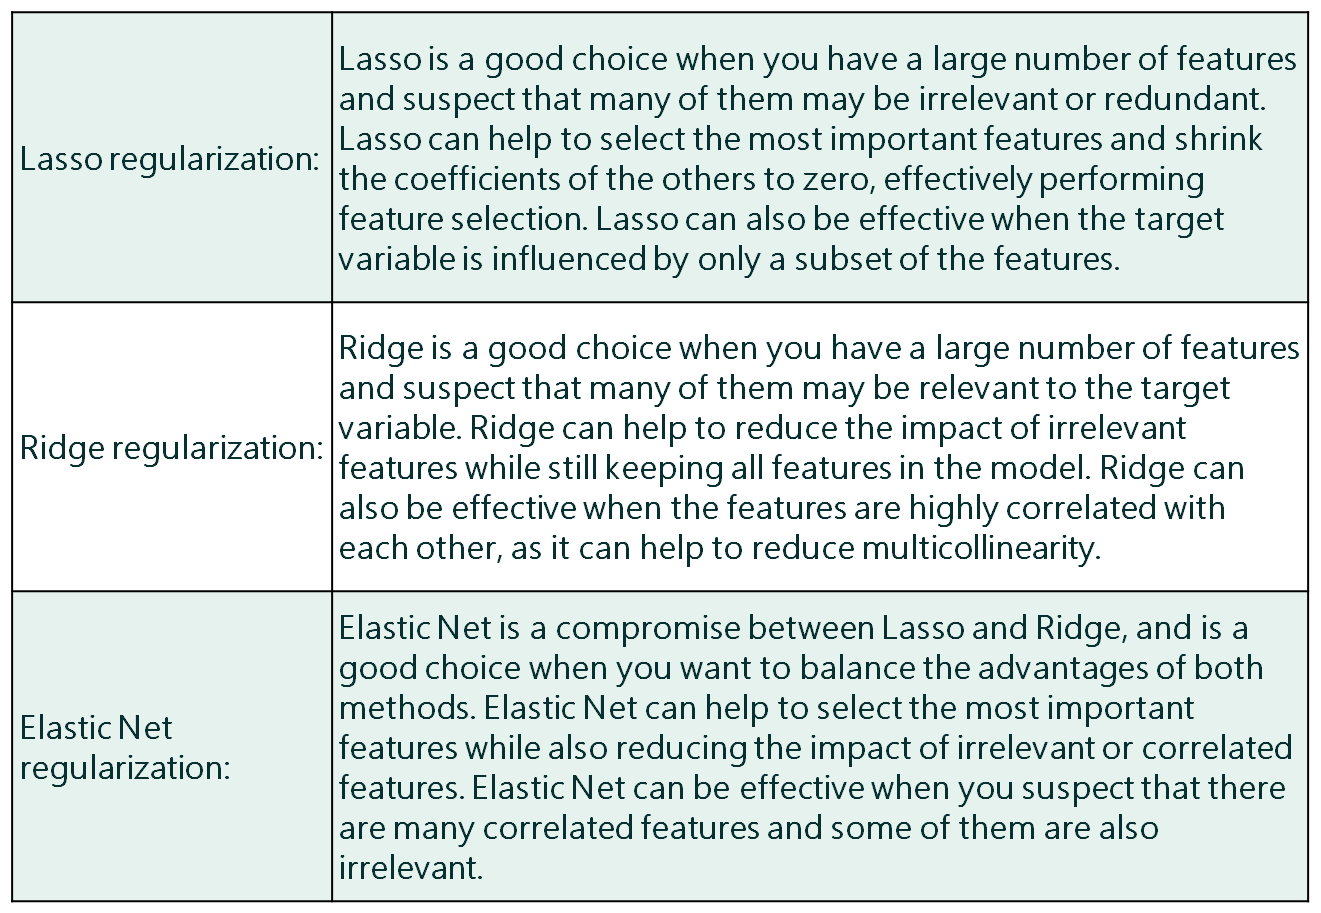 Lasso regularization:
Lasso is a good choice when you have a large number of features
and suspect that many of them may be irrelevant or redundant.
Lasso can help to select the most important features and shrink
the coefficients of the others to zero, effectively performing
feature selection. Lasso can also be effective when the target
variable is influenced by only a subset of the features.
Ridge regularization:
Ridge is a good choice when you have a large number of features
and suspect that many of them may be relevant to the target
variable. Ridge can help to reduce the impact of irrelevant
features while still keeping all features in the model. Ridge can
also be effective when the features are highly correlated with
each other, as it can help to reduce multicollinearity.
Elastic Net
regularization:
Elastic Net is a compromise between Lasso and Ridge, and is a
good choice when you want to balance the advantages of both
methods. Elastic Net can help to select the most important
features while also reducing the impact of irrelevant or correlated
features. Elastic Net can be effective when you suspect that there
are many correlated features and some of them are also
irrelevant.